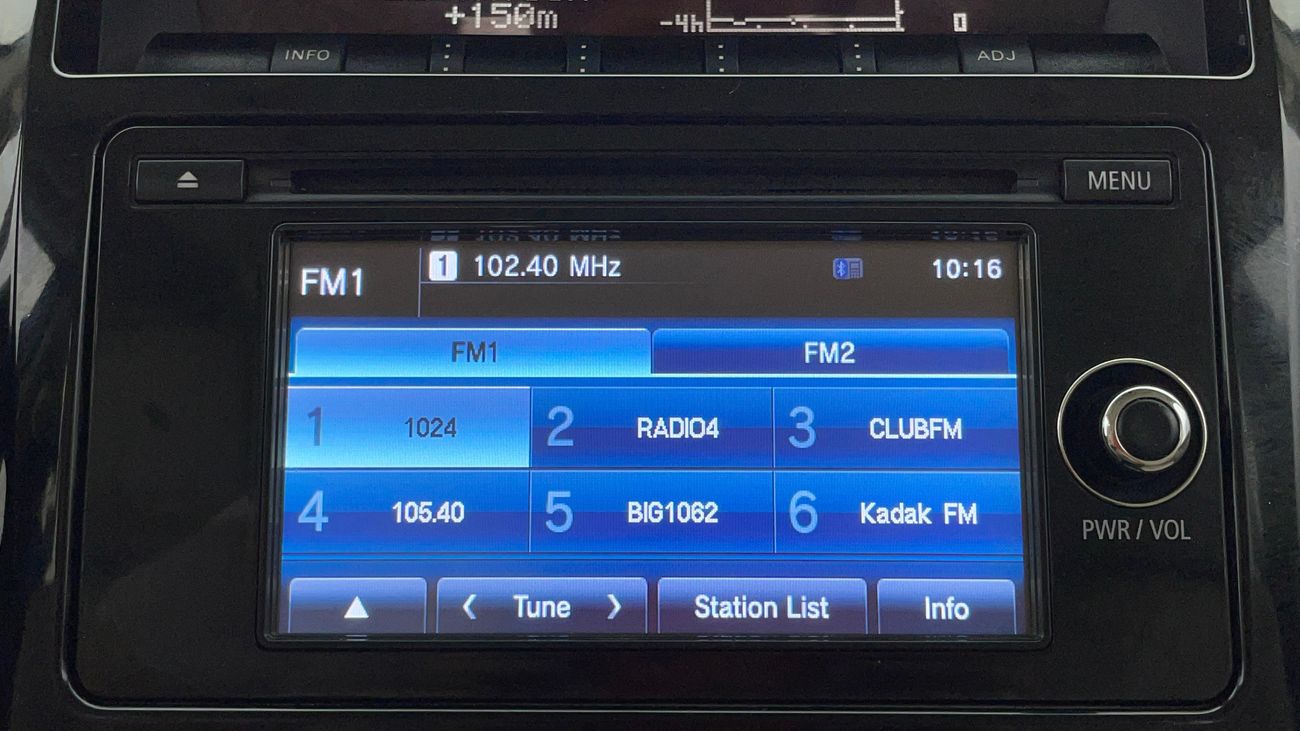 +150m -4h 0
INFO ADJ
MENU
FM1 1 102.40 MHz 10:16
FM1 FM2
1 1024 2 RADIO4 3 CLUBFM
4 105.40 5 BIG1062 6 Kadak FM
PWR / VOL
Tune Station List Info